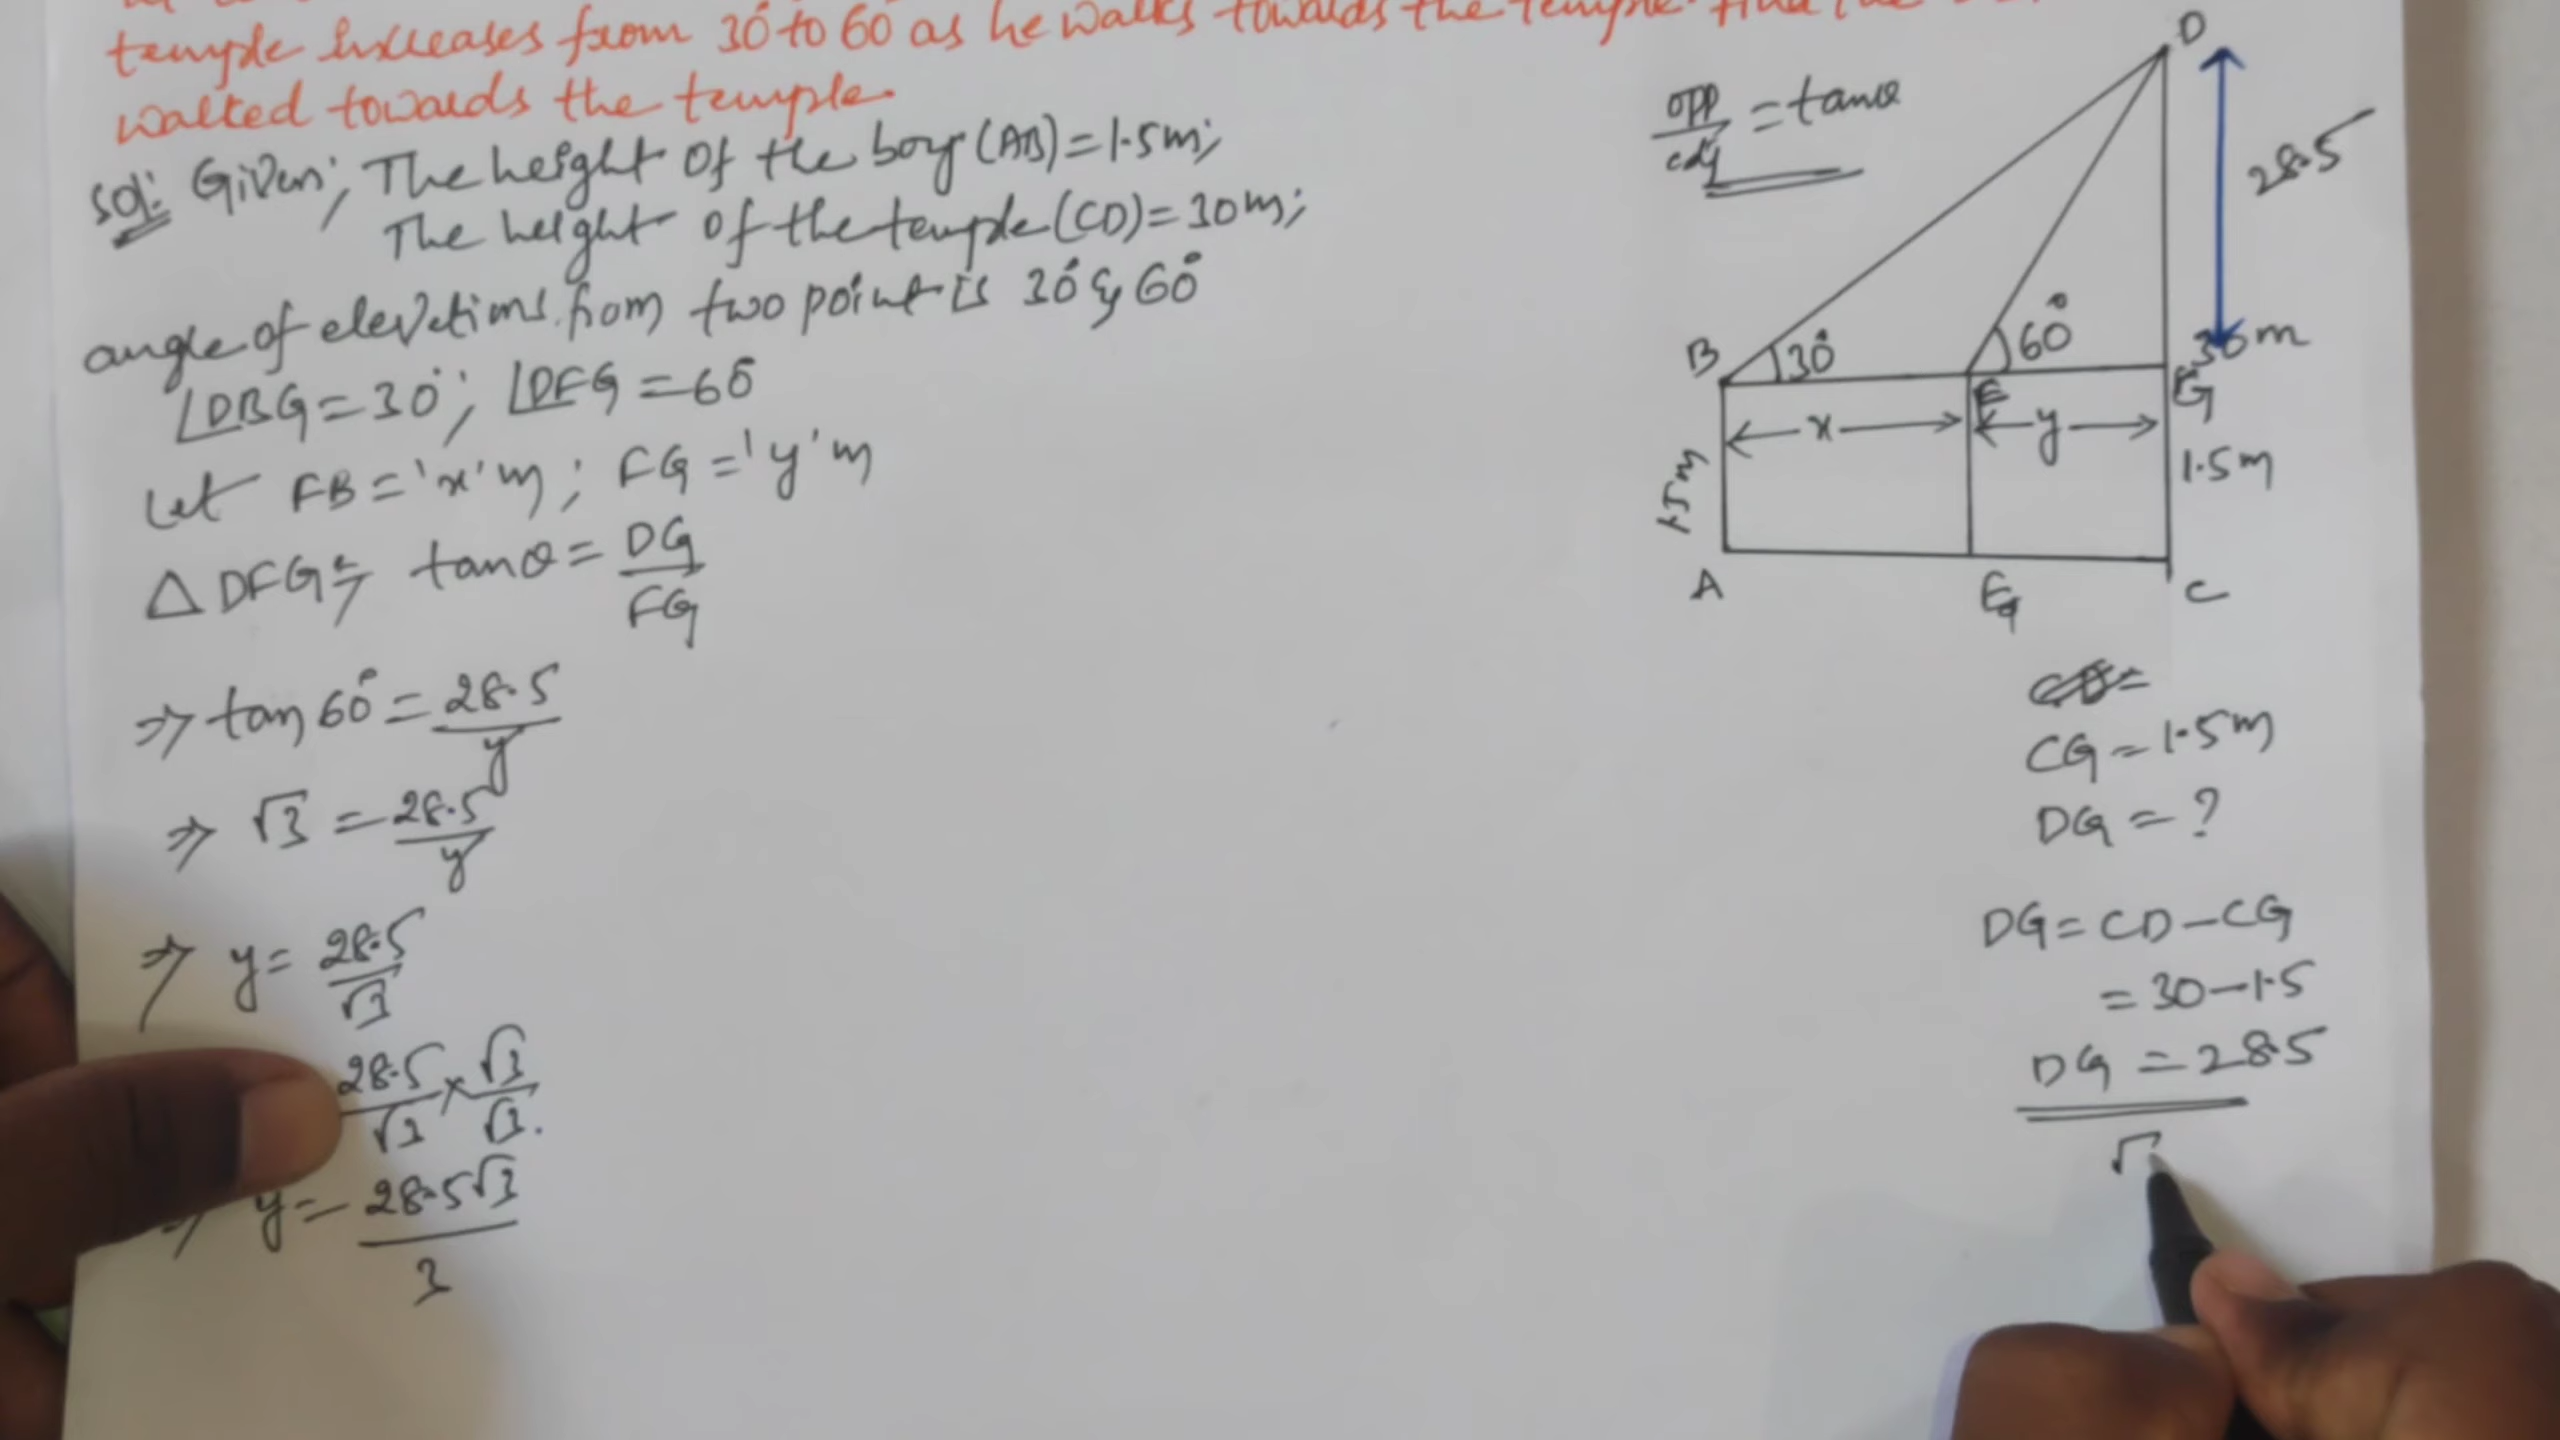 temple increases from 30° to 60° as he walks towards the temple. find the
walked towards the temple.
Sol: Given; The height of the boy (AB) = 1.5m;
The height of the temple (CD) = 30m;
angle of elevations from two point is 30° & 60°
∠DBG = 30°; ∠DFG = 60°
Let FB = 'x' m; FG = 'y' m
△ DFG; tanθ = DG/FG
⇒ tan 60° = 28.5/y
⇒ √3 = 28.5/y
⇒ y = 28.5/√3
28.5/√3 × √3/√3.
⇒ y = 28.5√3/3
opp/adj = tanθ
D
28.5
B 30° 60° 30m
F G
x y
1.5m 1.5m
A E C
CG = 1.5m
DG = ?
DG = CD - CG
= 30 - 1.5
DG = 28.5
√